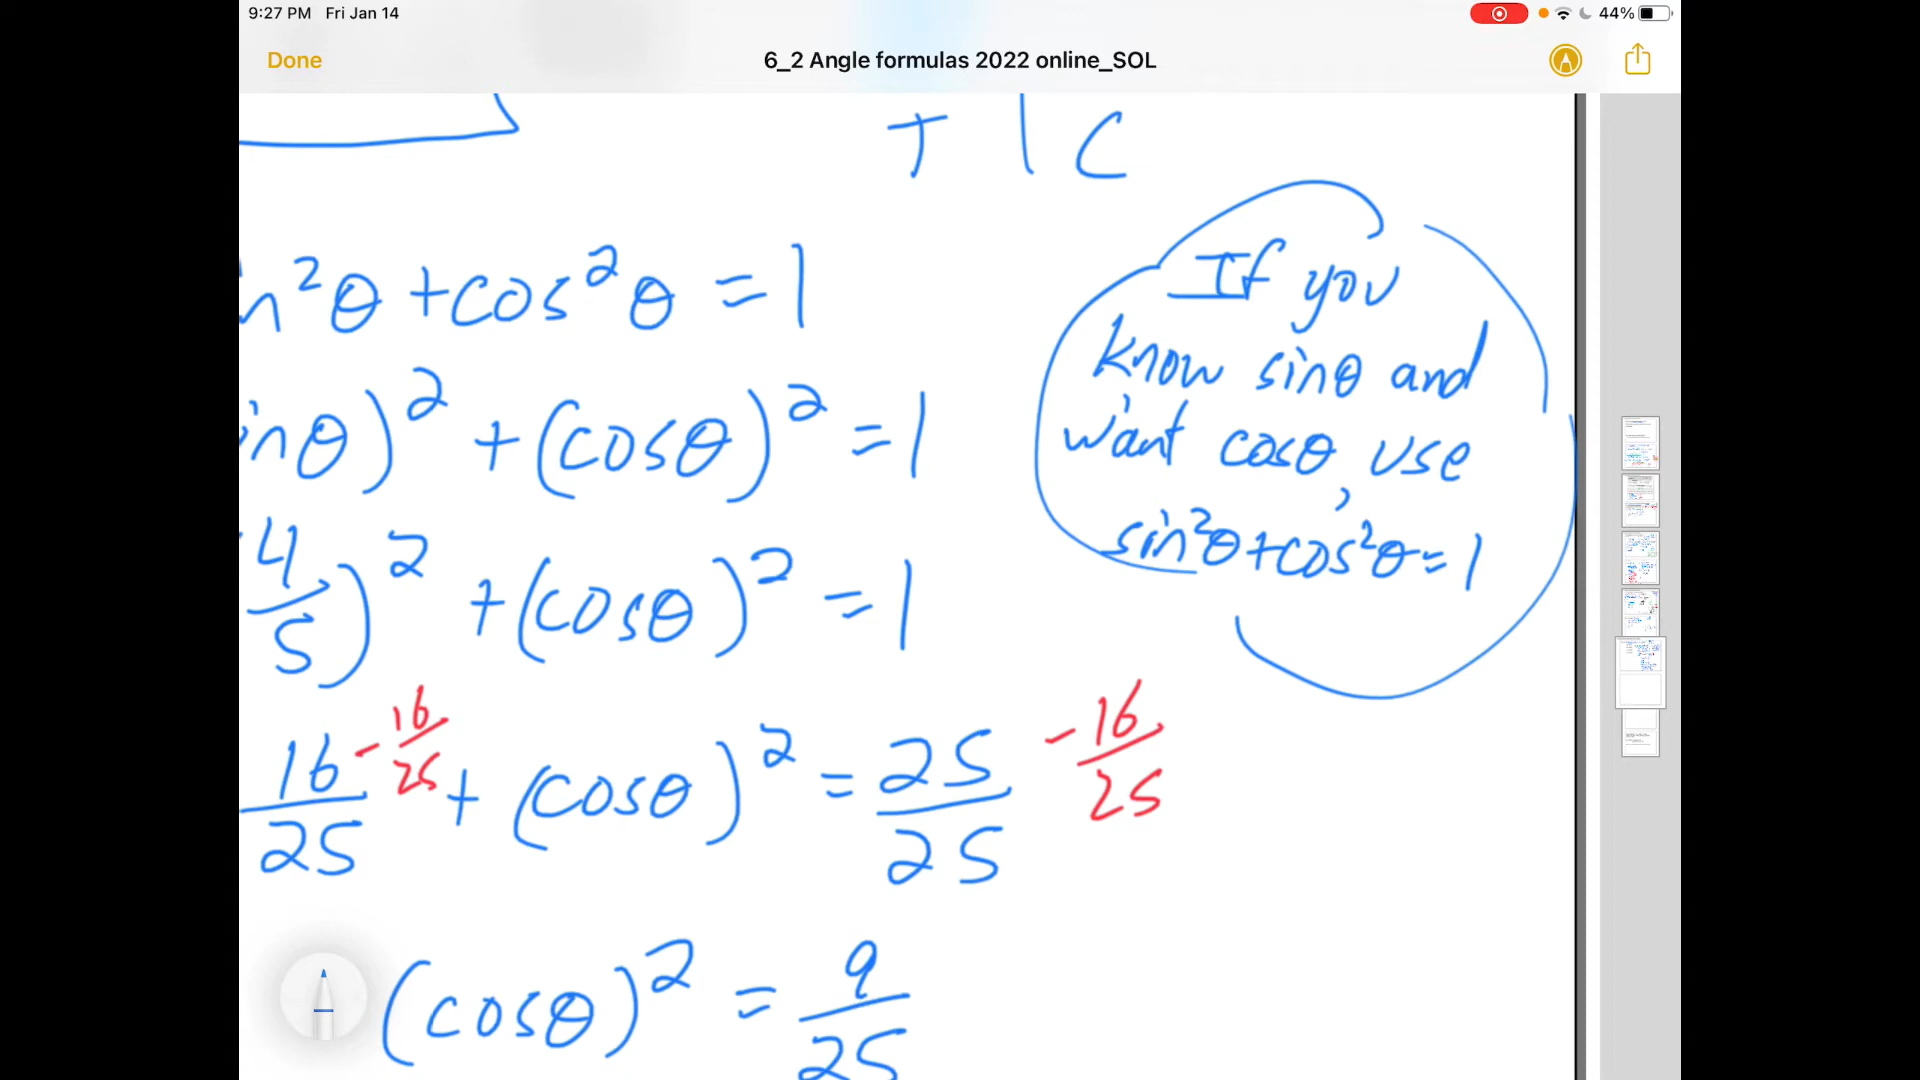 9:27 PM Fri Jan 14
44%
Done
6_2 Angle formulas 2022 online_SOL
T | C
n²θ + cos²θ = 1
inθ)² + (cosθ)² = 1
4/5)² + (cosθ)² = 1
16/25 - 16/25 + (cosθ)² = 25/25 - 16/25
(cosθ)² = 9/25
If you
know sinθ and
want cosθ, use
sin²θ + cos²θ = 1